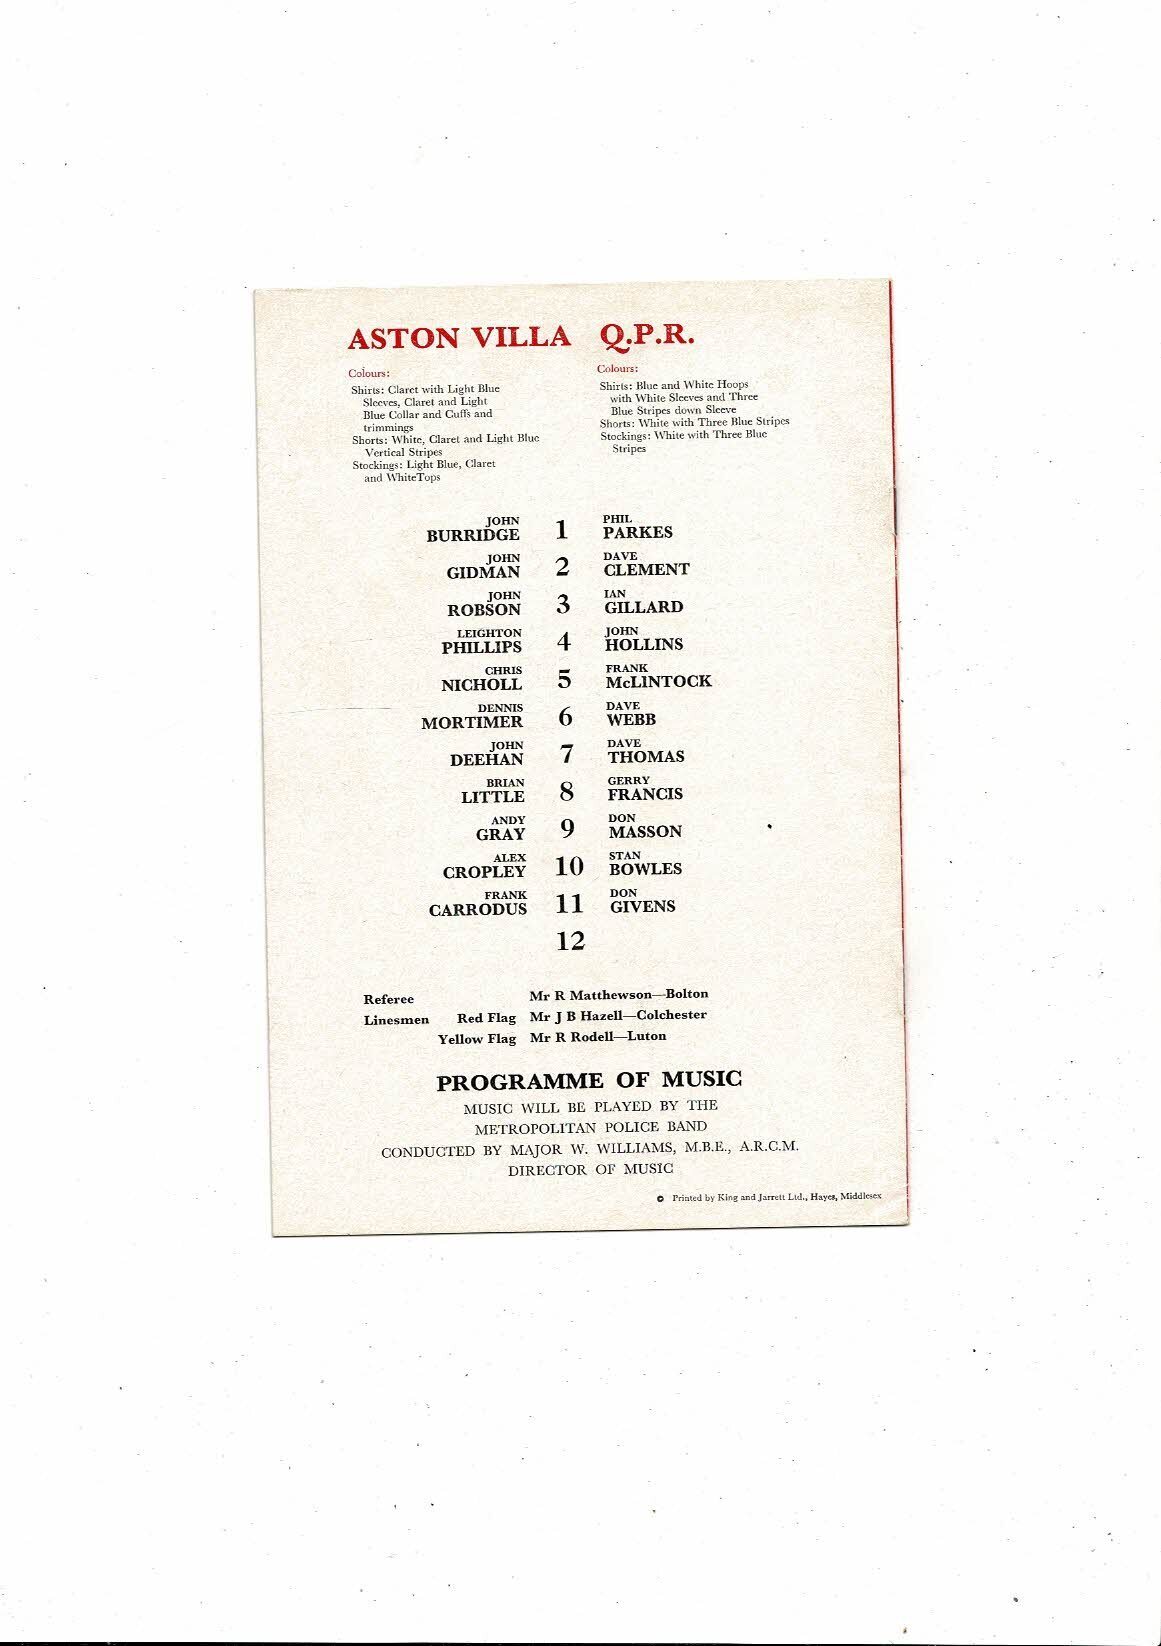 ASTON VILLA Q.P.R.
Colours:
Shirts: Claret with Light Blue
Sleeves, Claret and Light
Blue Collar and Cuffs and
trimmings
Shorts: White, Claret and Light Blue
Vertical Stripes
Stockings: Light Blue, Claret
and WhiteTops
Colours:
Shirts: Blue and White Hoops
with White Sleeves and Three
Blue Stripes down Sleeve
Shorts: White with Three Blue Stripes
Stockings: White with Three Blue
Stripes
JOHN PHIL
BURRIDGE 1 PARKES
JOHN DAVE
GIDMAN 2 CLEMENT
JOHN IAN
ROBSON 3 GILLARD
LEIGHTON JOHN
PHILLIPS 4 HOLLINS
CHRIS FRANK
NICHOLL 5 McLINTOCK
DENNIS DAVE
MORTIMER 6 WEBB
JOHN DAVE
DEEHAN 7 THOMAS
BRIAN GERRY
LITTLE 8 FRANCIS
ANDY DON
GRAY 9 MASSON
ALEX STAN
CROPLEY 10 BOWLES
FRANK DON
CARRODUS 11 GIVENS
12
Referee Mr R Matthewson—Bolton
Linesmen Red Flag Mr J B Hazell—Colchester
Yellow Flag Mr R Rodell—Luton
PROGRAMME OF MUSIC
MUSIC WILL BE PLAYED BY THE
METROPOLITAN POLICE BAND
CONDUCTED BY MAJOR W. WILLIAMS, M.B.E., A.R.C.M.
DIRECTOR OF MUSIC
© Printed by King and Jarrett Ltd., Hayes, Middlesex